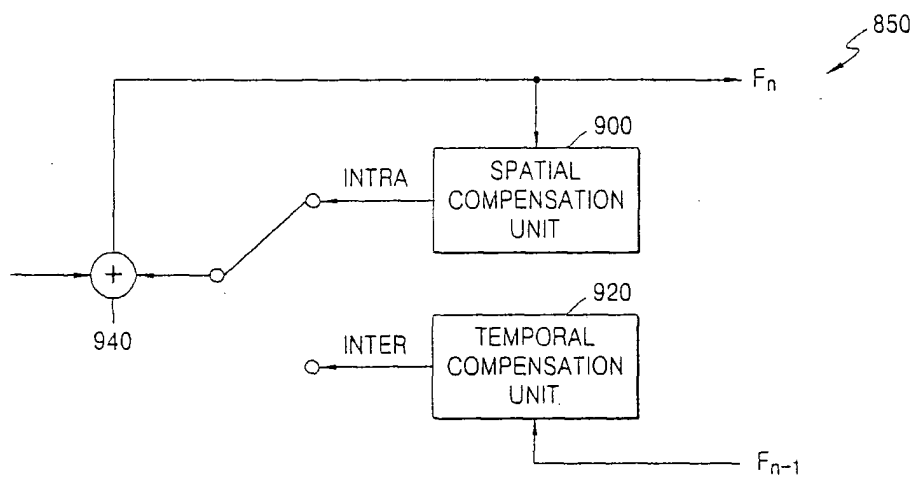 850
Fn
900
SPATIAL
COMPENSATION
UNIT
INTRA
+
940
920
TEMPORAL
COMPENSATION
UNIT
INTER
Fn-1